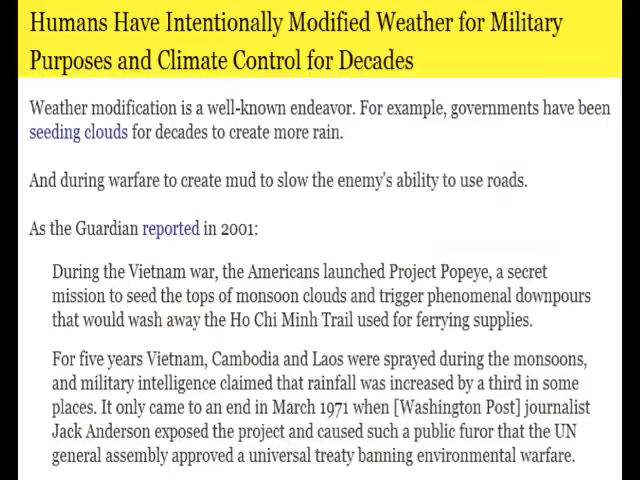 Humans Have Intentionally Modified Weather for Military
Purposes and Climate Control for Decades
Weather modification is a well-known endeavor. For example, governments have been
seeding clouds for decades to create more rain.
And during warfare to create mud to slow the enemy's ability to use roads.
As the Guardian reported in 2001:
During the Vietnam war, the Americans launched Project Popeye, a secret
mission to seed the tops of monsoon clouds and trigger phenomenal downpours
that would wash away the Ho Chi Minh Trail used for ferrying supplies.
For five years Vietnam, Cambodia and Laos were sprayed during the monsoons,
and military intelligence claimed that rainfall was increased by a third in some
places. It only came to an end in March 1971 when [Washington Post] journalist
Jack Anderson exposed the project and caused such a public furor that the UN
general assembly approved a universal treaty banning environmental warfare.